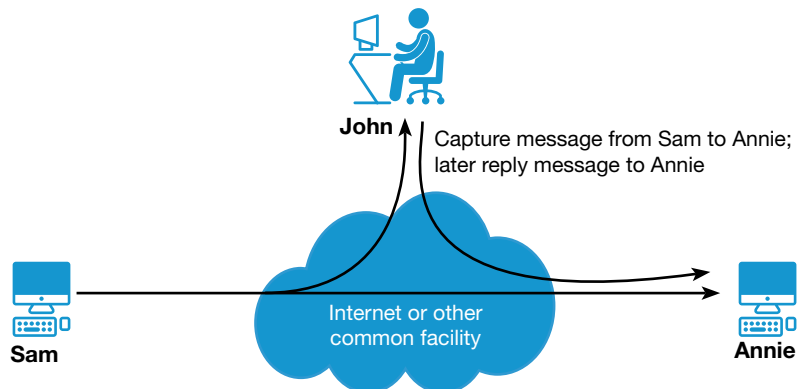 John
Capture message from Sam to Annie;
later reply message to Annie
Internet or other
common facility
Sam
Annie